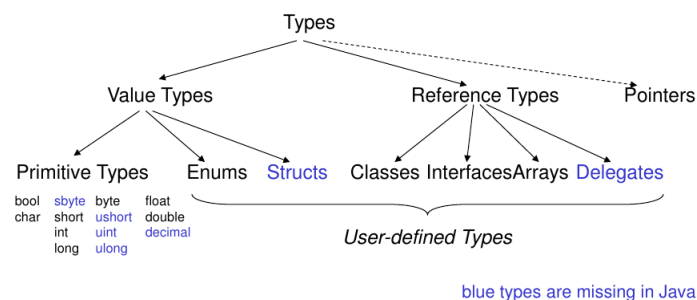 Types
Value Types Reference Types Pointers
Primitive Types Enums Structs Classes Interfaces Arrays Delegates
bool sbyte byte float
char short ushort double
int uint decimal
long ulong
User-defined Types
blue types are missing in Java